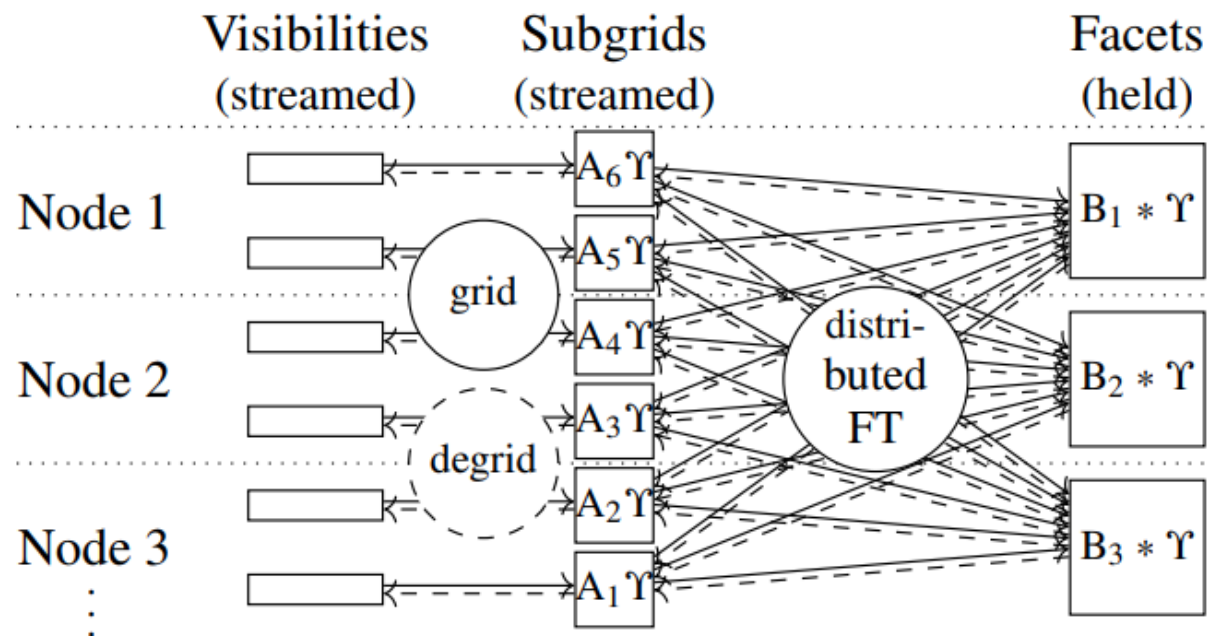 Visibilities Subgrids Facets
(streamed) (streamed) (held)
Node 1
Node 2
Node 3
⋮
A₆ϒ
A₅ϒ
A₄ϒ
A₃ϒ
A₂ϒ
A₁ϒ
grid
degrid
distri-
buted
FT
B₁ ∗ ϒ
B₂ ∗ ϒ
B₃ ∗ ϒ